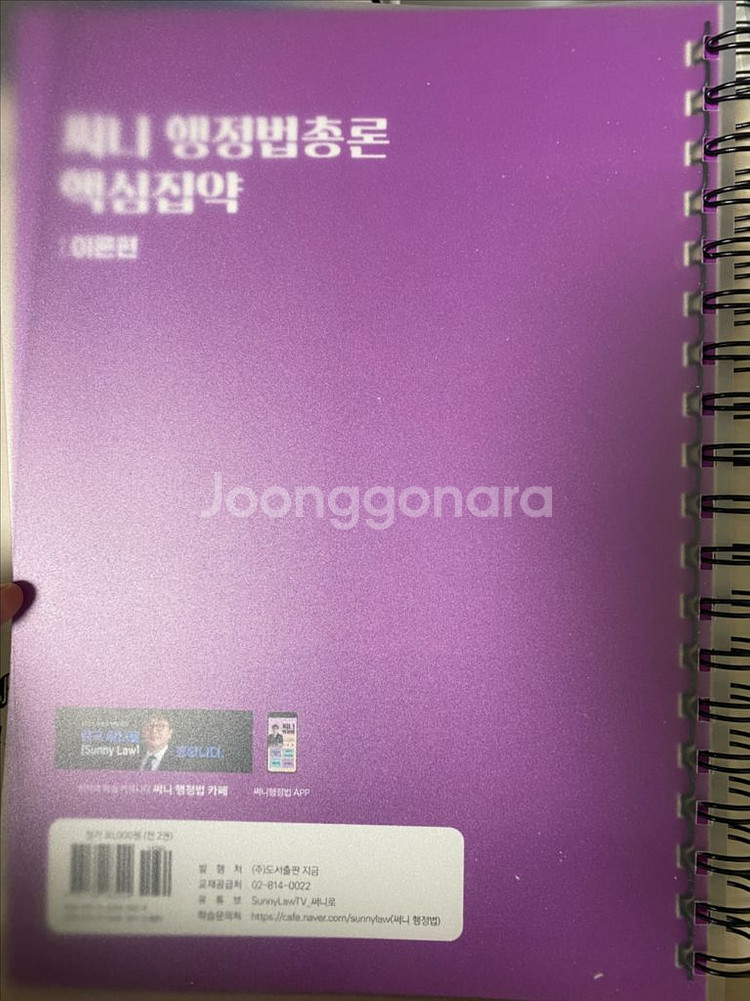 써니 행정법총론
핵심집약
이론편
Joonggonara
(Sunny Law)
써니 행정법 카페
써니행정법 APP
(전 2권)
발 행 처 (주)도서출판 지금
교재공급처 02-814-0022
유 튜 브 SunnyLawTV_써니로
학습문의처 https://cafe.naver.com/sunnylaw(써니 행정법)